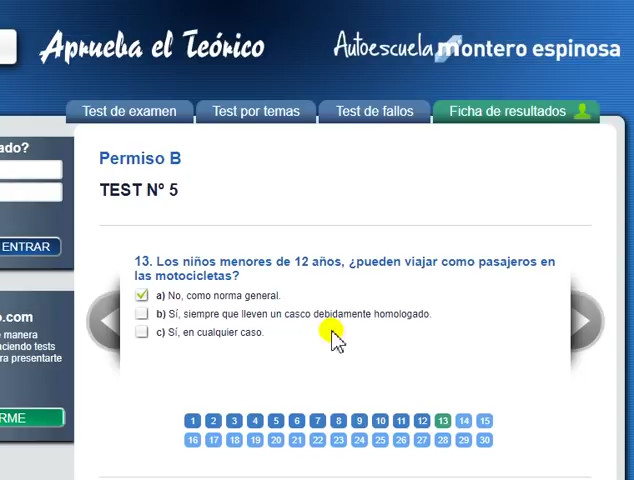 Aprueba el Teórico
Autoescuela montero espinosa
Test de examen
Test por temas
Test de fallos
Ficha de resultados
ado?
Permiso B
TEST Nº 5
ENTRAR
13. Los niños menores de 12 años, ¿pueden viajar como pasajeros en
las motocicletas?
a) No, como norma general.
b) Sí, siempre que lleven un casco debidamente homologado.
c) Sí, en cualquier caso.
o.com
e manera
aciendo tests
ra presentarte
RME
1 2 3 4 5 6 7 8 9 10 11 12 13 14 15
16 17 18 19 20 21 22 23 24 25 26 27 28 29 30